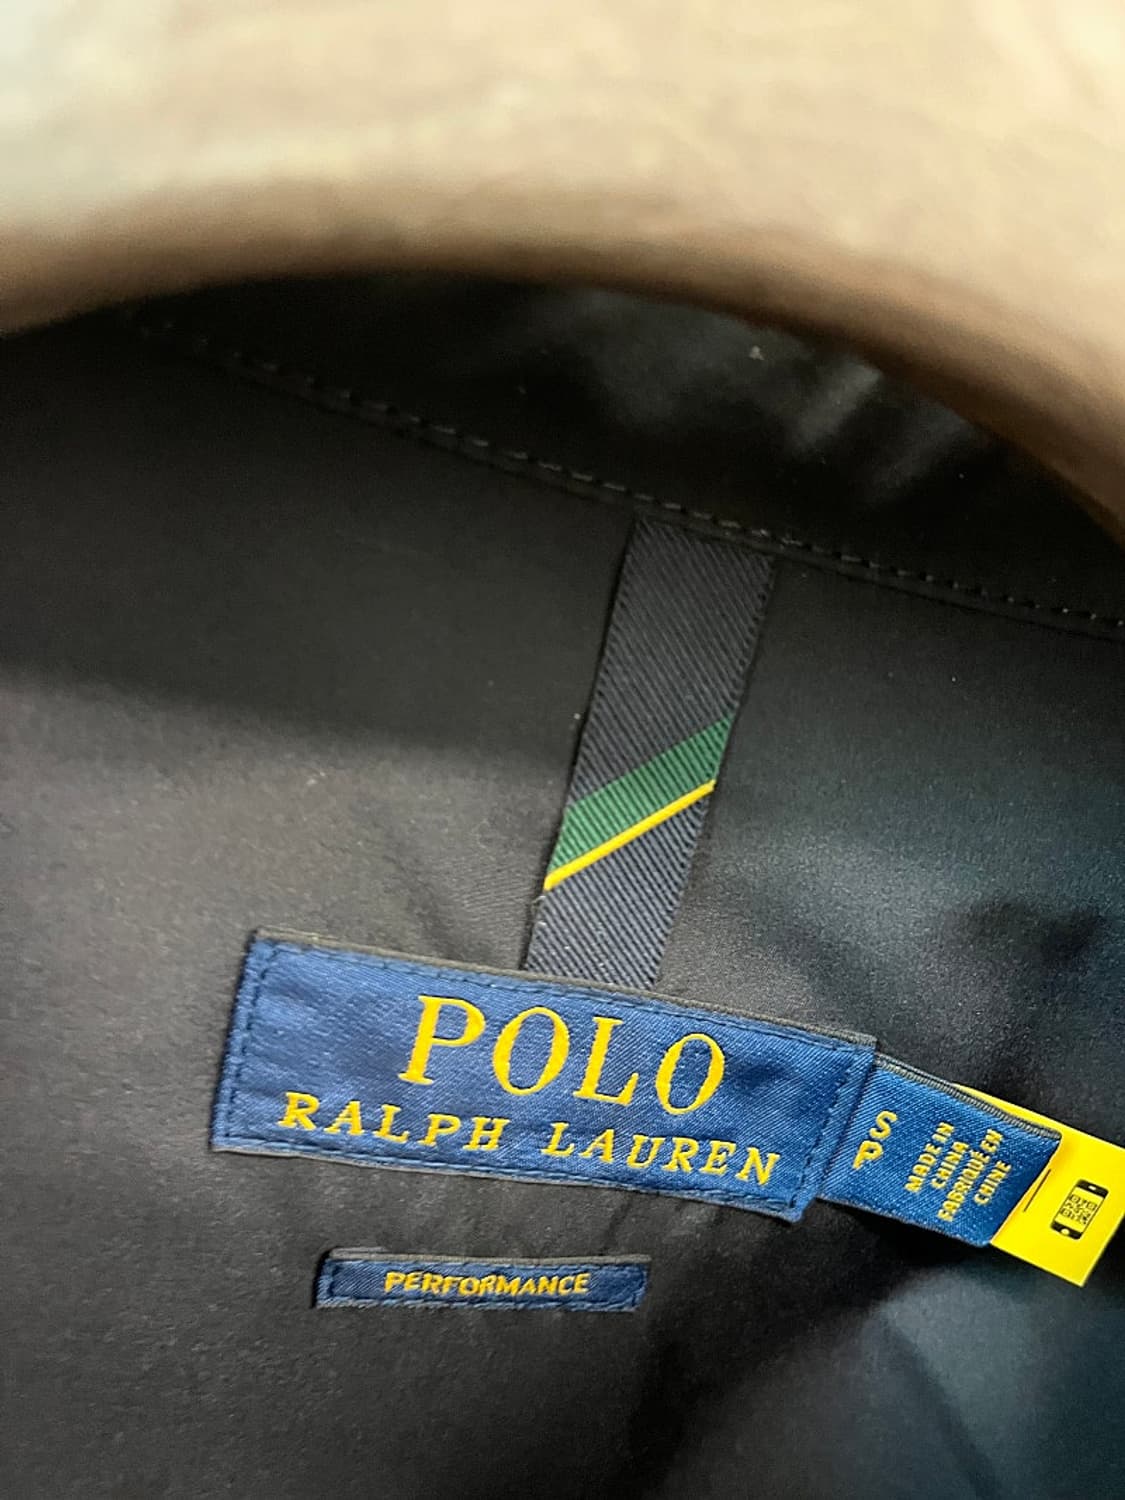 POLO
RALPH LAUREN
S
P
MADE IN
CHINA
FABRIQUÉ EN
CHINE
PERFORMANCE